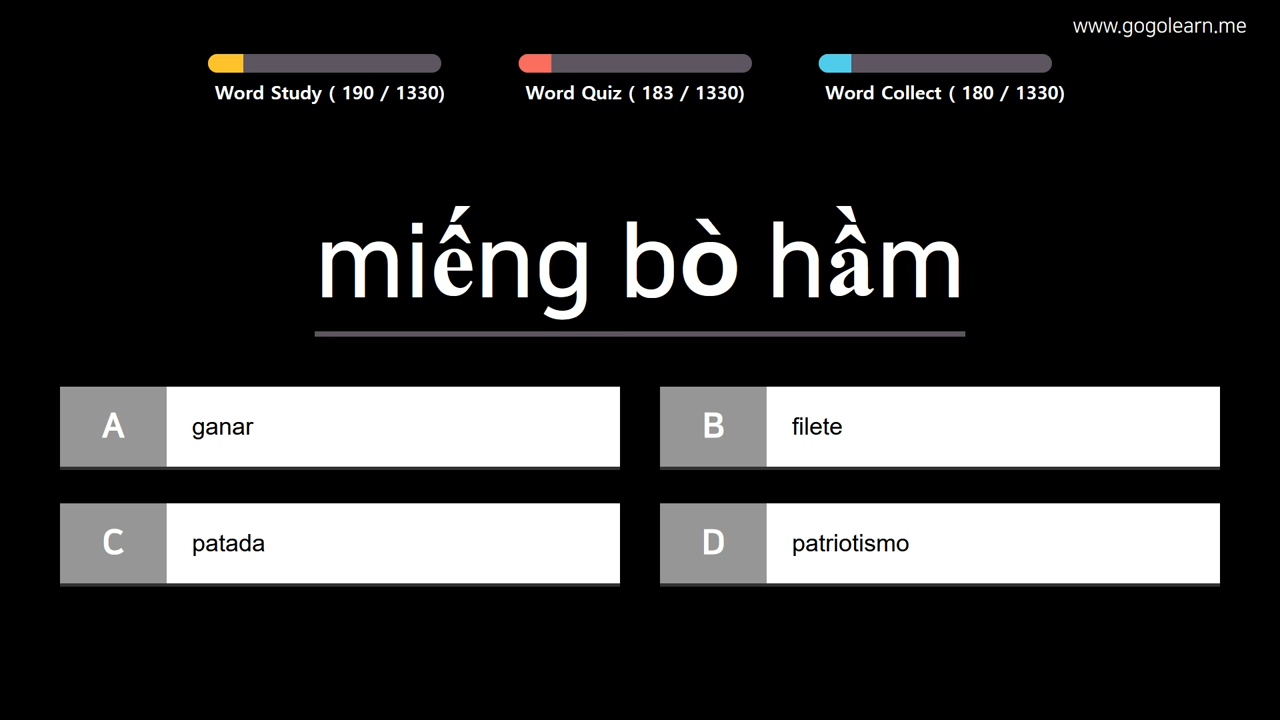 www.gogolearn.me
Word Study ( 190 / 1330)
Word Quiz ( 183 / 1330)
Word Collect ( 180 / 1330)
miếng bò hầm
A
ganar
B
filete
C
patada
D
patriotismo